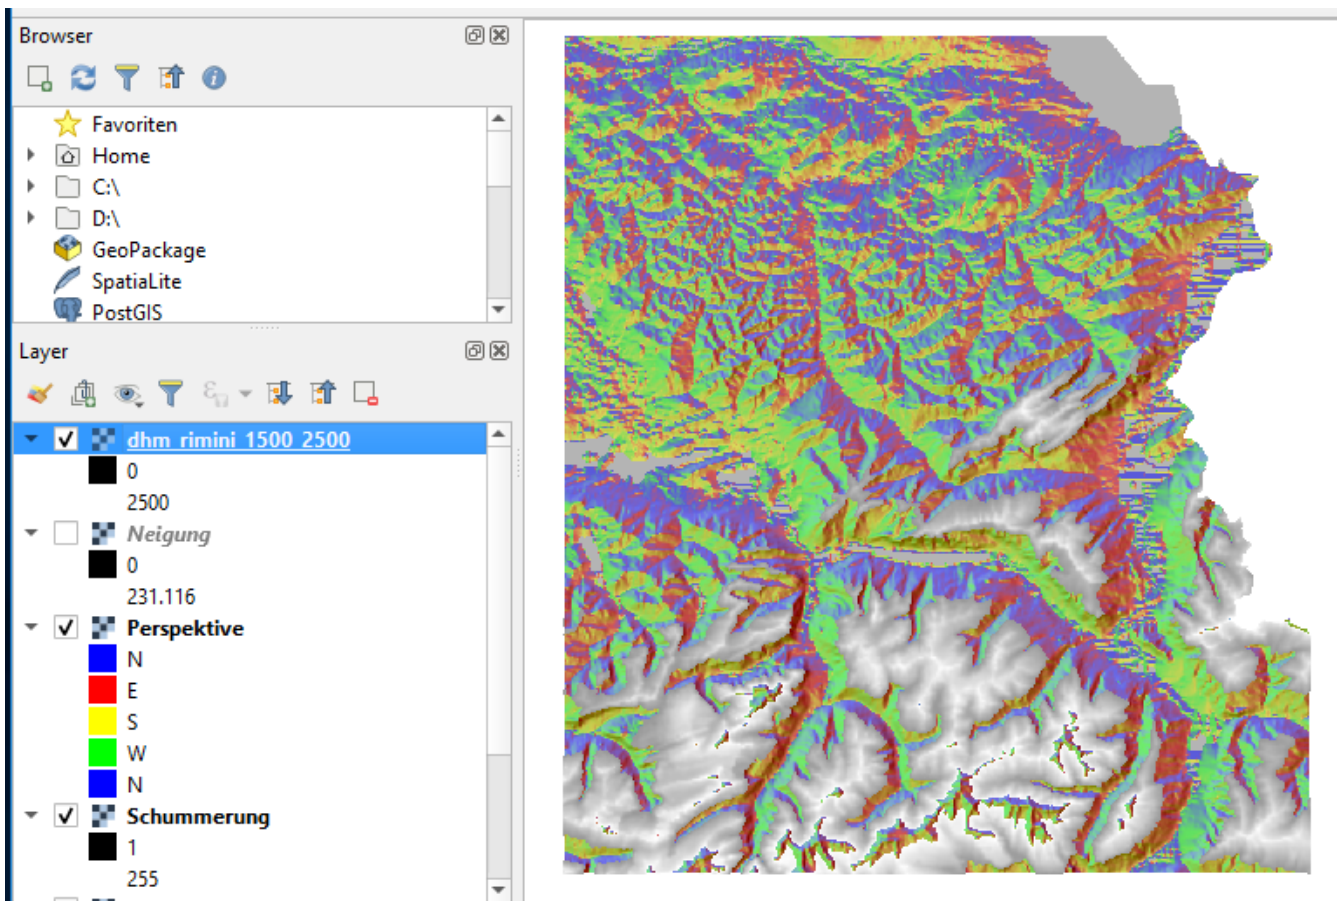 Browser
Favoriten
Home
C:\
D:\
GeoPackage
SpatiaLite
PostGIS
Layer
dhm_rimini_1500_2500
0
2500
Neigung
0
231.116
Perspektive
N
E
S
W
N
Schummerung
1
255